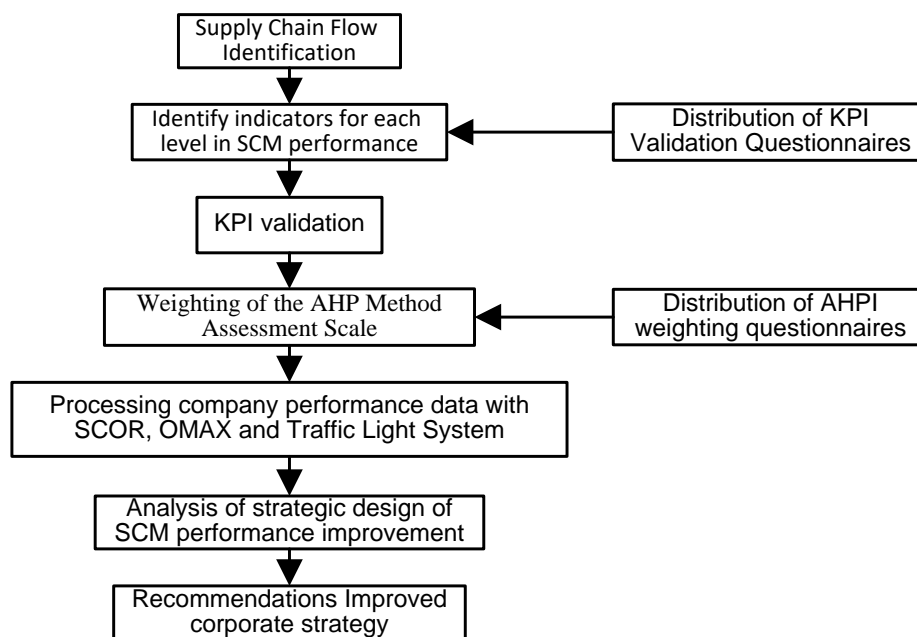 Supply Chain Flow
Identification
Identify indicators for each
level in SCM performance
Distribution of KPI
Validation Questionnaires
KPI validation
Weighting of the AHP Method
Assessment Scale
Distribution of AHPI
weighting questionnaires
Processing company performance data with
SCOR, OMAX and Traffic Light System
Analysis of strategic design of
SCM performance improvement
Recommendations Improved
corporate strategy